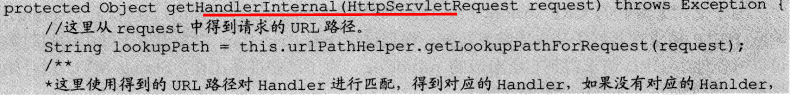 protected Object getHandlerInternal(HttpServletRequest request) throws Exception {
//这里从 request 中得到请求的 URL 路径。
String lookupPath = this.urlPathHelper.getLookupPathForRequest(request);
/**
*这里使用得到的 URL 路径对 Handler 进行匹配，得到对应的 Handler，如果没有对应的 Hanlder，